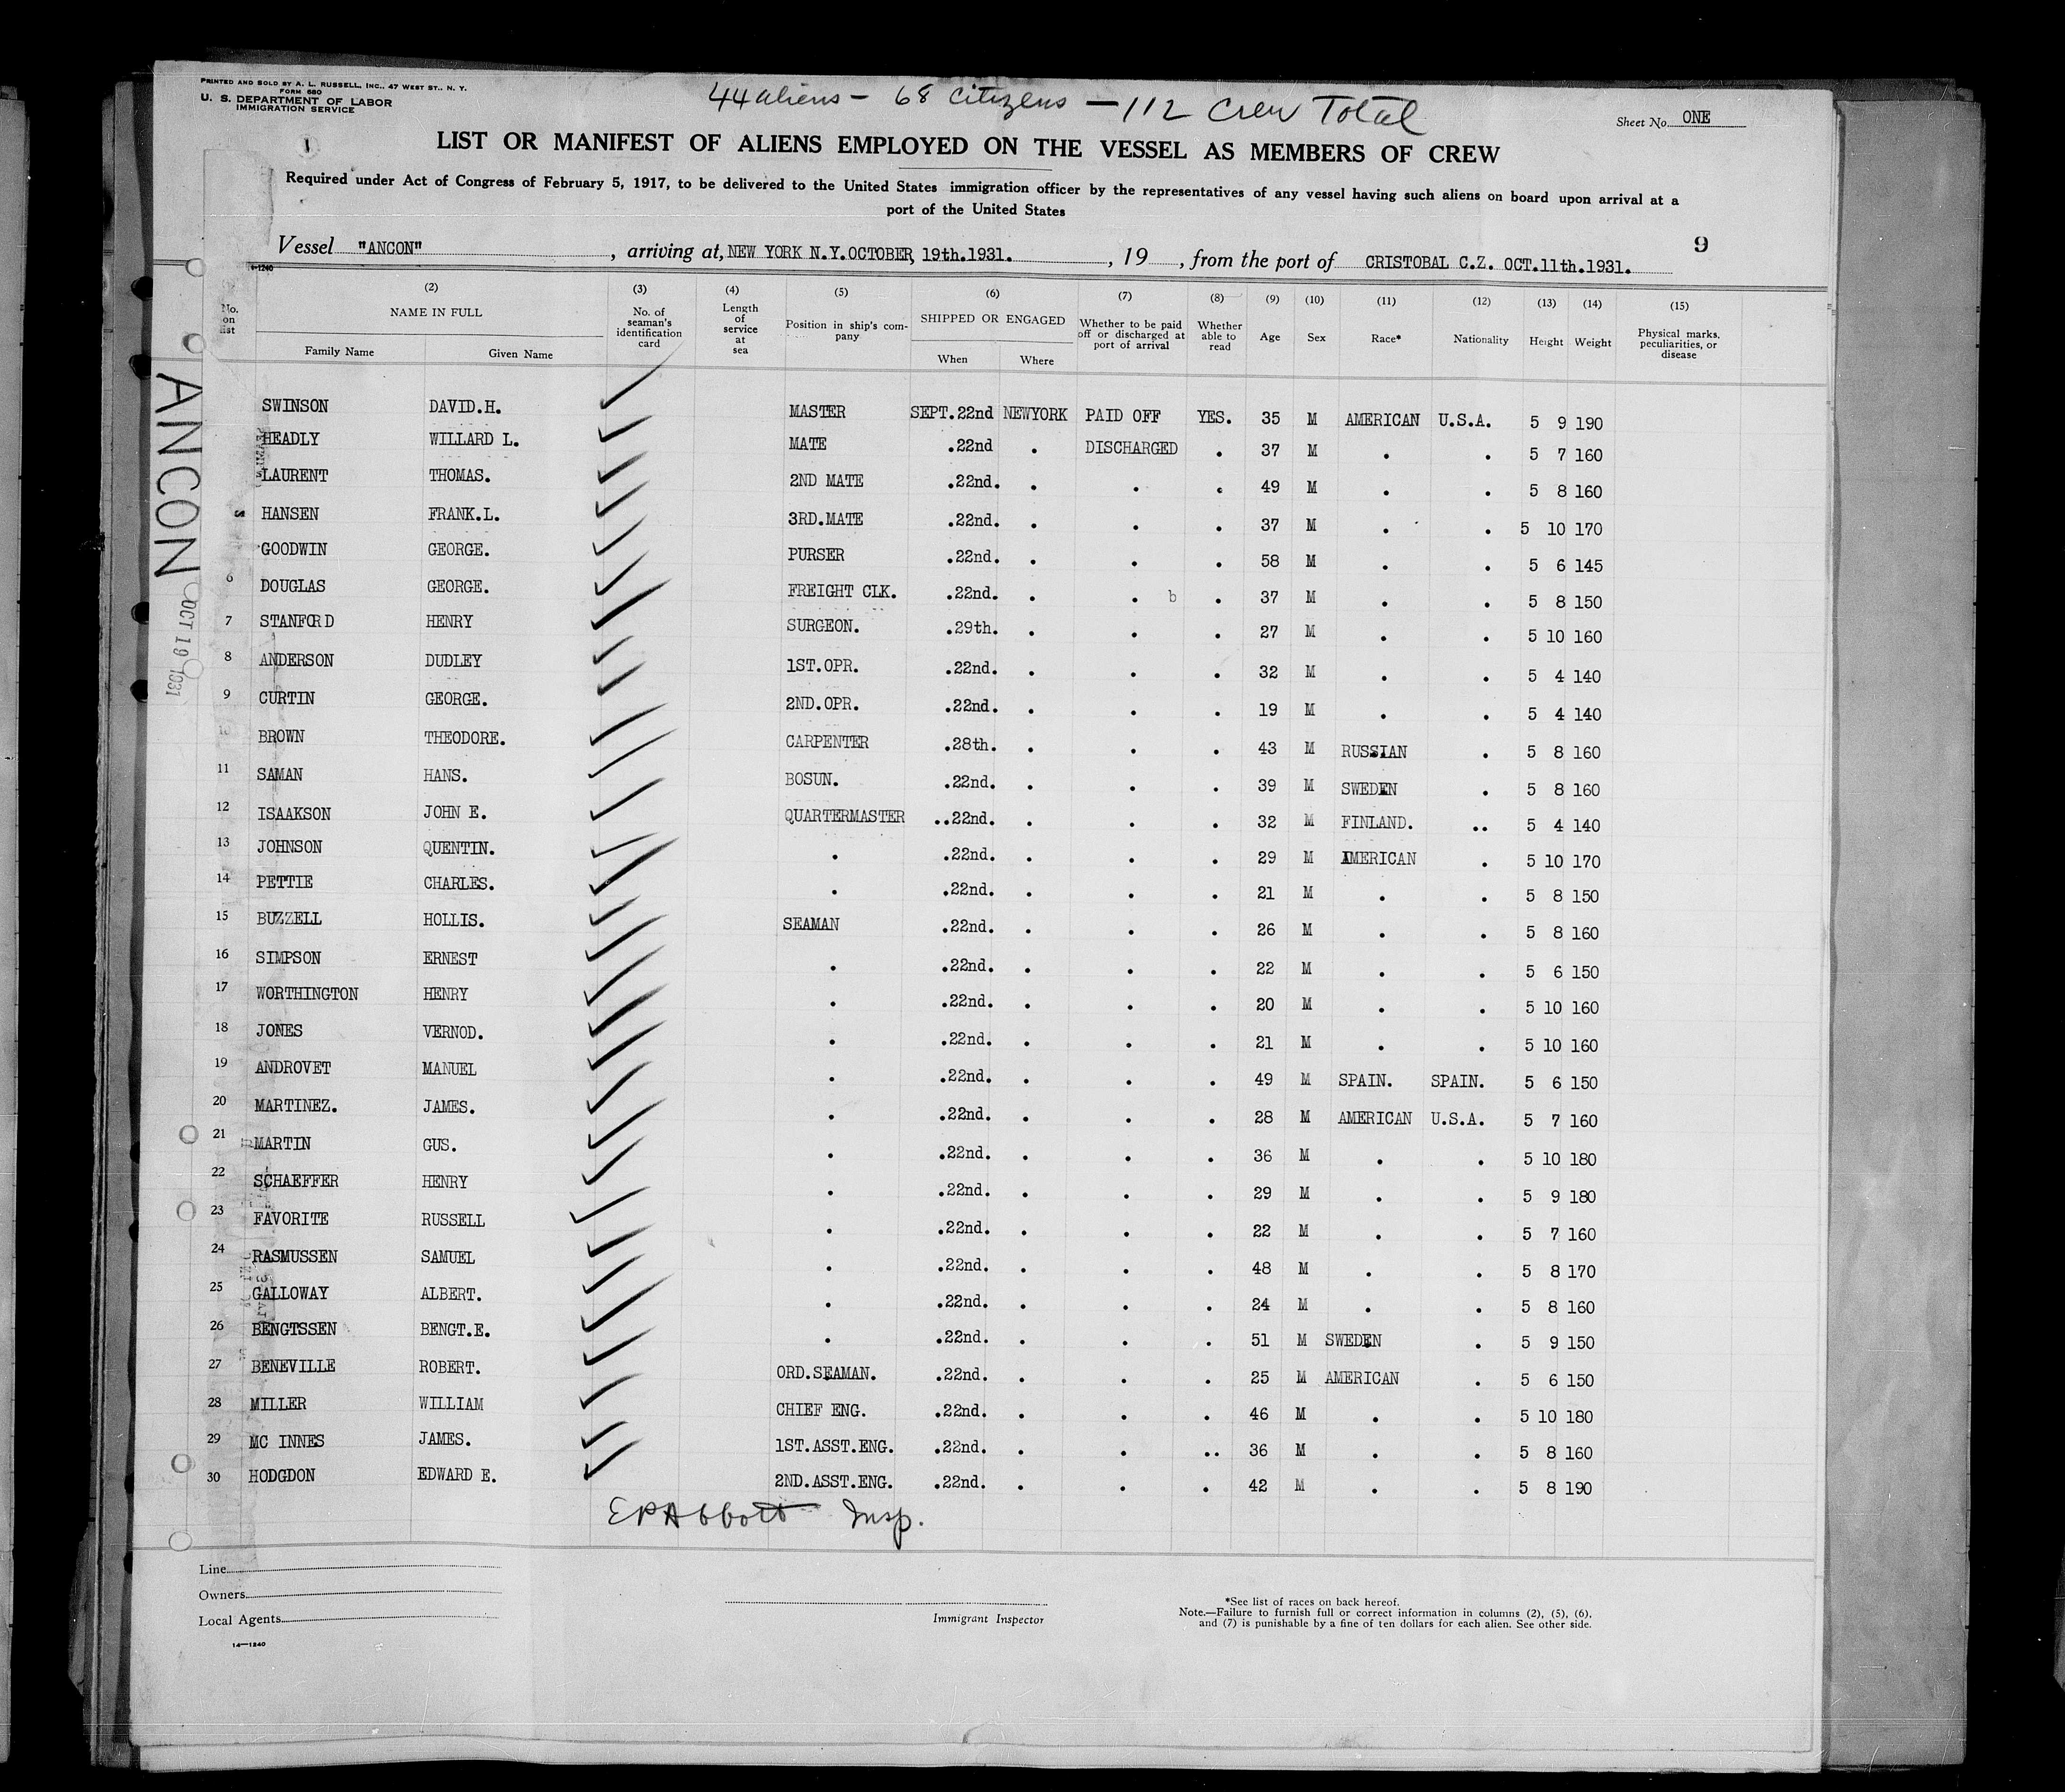 PRINTED AND SOLD BY A. L. RUSSELL, INC., 47 WEST ST., N. Y.
FORM 680
U. S. DEPARTMENT OF LABOR
IMMIGRATION SERVICE
44 aliens - 68 citizens - 112 Crew Total
Sheet No. ONE
1
LIST OR MANIFEST OF ALIENS EMPLOYED ON THE VESSEL AS MEMBERS OF CREW
Required under Act of Congress of February 5, 1917, to be delivered to the United States immigration officer by the representatives of any vessel having such aliens on board upon arrival at a
port of the United States
9
Vessel "ANCON", arriving at, NEW YORK N.Y. OCTOBER, 19th.1931., 19, from the port of CRISTOBAL C.Z. OCT.11th.1931.
No. on list (2) NAME IN FULL Family Name Given Name (3) No. of seaman's identification card (4) Length of service at sea (5) Position in ship's company (6) SHIPPED OR ENGAGED When Where (7) Whether to be paid off or discharged at port of arrival (8) Whether able to read (9) Age (10) Sex (11) Race* (12) Nationality (13) Height (14) Weight (15) Physical marks, peculiarities, or disease
SWINSON DAVID.H. MASTER SEPT.22nd NEWYORK PAID OFF YES. 35 M AMERICAN U.S.A. 5 9 190
HEADLY WILLARD L. MATE .22nd . DISCHARGED . 37 M . . 5 7 160
LAURENT THOMAS. 2ND MATE .22nd. . . . 49 M . . 5 8 160
HANSEN FRANK.L. 3RD.MATE .22nd. . . . 37 M . . 5 10 170
GOODWIN GEORGE. PURSER .22nd. . . . 58 M . . 5 6 145
6 DOUGLAS GEORGE. FREIGHT CLK. .22nd. . . b . 37 M . . 5 8 150
7 STANFORD HENRY SURGEON. .29th. . . . 27 M . . 5 10 160
8 ANDERSON DUDLEY 1ST.OPR. .22nd. . . . 32 M . . 5 4 140
9 CURTIN GEORGE. 2ND.OPR. .22nd. . . . 19 M . . 5 4 140
BROWN THEODORE. CARPENTER .28th. . . . 43 M RUSSIAN . 5 8 160
11 SAMAN HANS. BOSUN. .22nd. . . . 39 M SWEDEN . 5 8 160
12 ISAAKSON JOHN E. QUARTERMASTER ..22nd. . . . 32 M FINLAND. .. 5 4 140
13 JOHNSON QUENTIN. . .22nd. . . . 29 M AMERICAN . 5 10 170
14 PETTIE CHARLES. . .22nd. . . . 21 M . . 5 8 150
15 BUZZELL HOLLIS. SEAMAN .22nd. . . . 26 M . . 5 8 160
16 SIMPSON ERNEST . .22nd. . . . 22 M . . 5 6 150
17 WORTHINGTON HENRY . .22nd. . . . 20 M . . 5 10 160
18 JONES VERNOD. . .22nd. . . . 21 M . . 5 10 160
19 ANDROVET MANUEL . .22nd. . . . 49 M SPAIN. SPAIN. 5 6 150
20 MARTINEZ. JAMES. . .22nd. . . . 28 M AMERICAN U.S.A. 5 7 160
21 MARTIN GUS. . .22nd. . . . 36 M . . 5 10 180
22 SCHAEFFER HENRY . .22nd. . . . 29 M . . 5 9 180
23 FAVORITE RUSSELL . .22nd. . . . 22 M . . 5 7 160
24 RASMUSSEN SAMUEL . .22nd. . . . 48 M . . 5 8 170
25 GALLOWAY ALBERT. . .22nd. . . . 24 M . . 5 8 160
26 BENGTSSEN BENGT.E. . .22nd. . . . 51 M SWEDEN . 5 9 150
27 BENEVILLE ROBERT. ORD.SEAMAN. .22nd. . . . 25 M AMERICAN . 5 6 150
28 MILLER WILLIAM CHIEF ENG. .22nd. . . . 46 M . . 5 10 180
29 MC INNES JAMES. 1ST.ASST.ENG. .22nd. . . .. 36 M . . 5 8 160
30 HODGDON EDWARD E. 2ND.ASST.ENG. .22nd. . . . 42 M . . 5 8 190
ANCON
OCT 19 1931
EPAbbott Insp.
Line
Owners
Local Agents
Immigrant Inspector
*See list of races on back hereof.
Note.—Failure to furnish full or correct information in columns (2), (5), (6),
and (7) is punishable by a fine of ten dollars for each alien. See other side.
14—1240